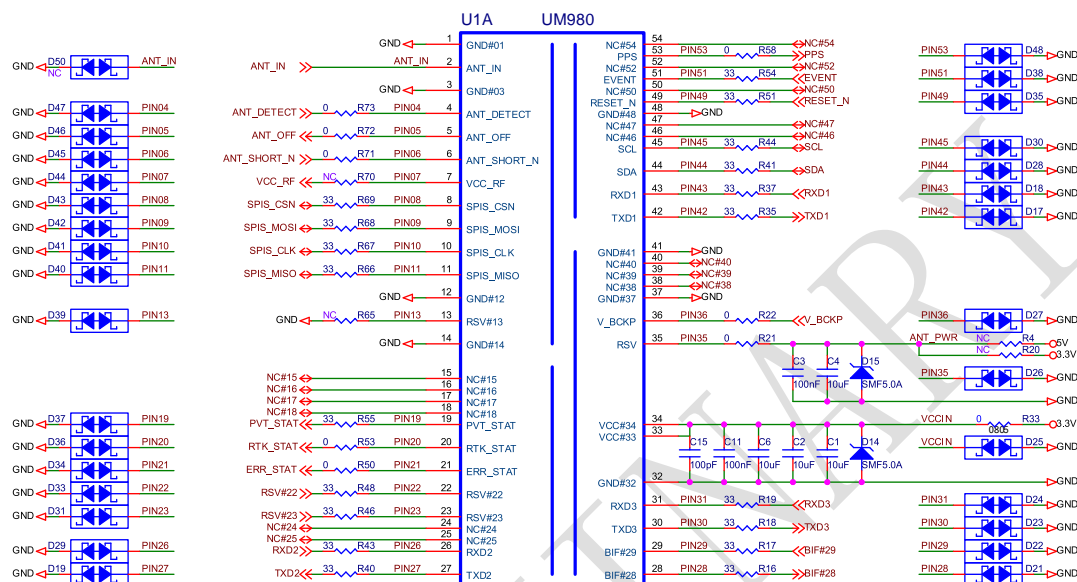 U1A UM980
GND 1 GND#01 54 NC#54 NC#54
NC#54 53 PIN53 0 R58 PPS PPS PIN53 D48 GND
GND D50 NC ANT_IN ANT_IN ANT_IN 2 ANT_IN 52 NC#52 NC#52
51 PIN51 33 R54 EVENT EVENT PIN51 D38 GND
GND 3 GND#03 50 NC#50 NC#50
49 PIN49 33 R51 RESET_N RESET_N PIN49 D35 GND
GND D47 PIN04 ANT_DETECT 0 R73 PIN04 4 ANT_DETECT 48 GND#48 GND
47 NC#47 NC#47
GND D46 PIN05 ANT_OFF 0 R72 PIN05 5 ANT_OFF 46 NC#46 NC#46
45 PIN45 33 R44 SCL SCL PIN45 D30 GND
GND D45 PIN06 ANT_SHORT_N 0 R71 PIN06 6 ANT_SHORT_N
GND D44 PIN07 VCC_RF NC R70 PIN07 7 VCC_RF SDA 44 PIN44 33 R41 SDA PIN44 D28 GND
GND D43 PIN08 SPIS_CSN 33 R69 PIN08 8 SPIS_CSN RXD1 43 PIN43 33 R37 RXD1 PIN43 D18 GND
GND D42 PIN09 SPIS_MOSI 33 R68 PIN09 9 SPIS_MOSI TXD1 42 PIN42 33 R35 TXD1 PIN42 D17 GND
GND D41 PIN10 SPIS_CLK 33 R67 PIN10 10 SPIS_CLK GND#41 41 GND
NC#40 40 NC#40
GND D40 PIN11 SPIS_MISO 33 R66 PIN11 11 SPIS_MISO NC#39 39 NC#39
NC#38 38 NC#38
GND 12 GND#12 GND#37 37 GND
GND D39 PIN13 GND NC R65 PIN13 13 RSV#13 V_BCKP 36 PIN36 0 R22 V_BCKP PIN36 D27 GND
GND 14 GND#14 RSV 35 PIN35 0 R21 ANT_PWR NC R4 5V
NC R20 3.3V
C3 C4 D15
NC#15 15 NC#15 PIN35 D26 GND
NC#16 16 NC#16 100nF 10uF SMF5.0A
NC#17 17 NC#17
NC#18 18 NC#18 GND
GND D37 PIN19 PVT_STAT 33 R55 PIN19 19 PVT_STAT VCC#34 34 VCCIN 0 R33 3.3V
0805
VCC#33 33
GND D36 PIN20 RTK_STAT 0 R53 PIN20 20 RTK_STAT C15 C11 C6 C2 C1 D14 VCCIN D25 GND
GND D34 PIN21 ERR_STAT 0 R50 PIN21 21 ERR_STAT 100pF 100nF 10uF 10uF 10uF SMF5.0A
GND D33 PIN22 RSV#22 33 R48 PIN22 22 RSV#22 GND#32 32 GND
GND D31 PIN23 RSV#23 33 R46 PIN23 23 RSV#23 RXD3 31 PIN31 33 R19 RXD3 PIN31 D24 GND
NC#24 24 NC#24 TXD3 30 PIN30 33 R18 TXD3 PIN30 D23 GND
NC#25 25 NC#25
GND D29 PIN26 RXD2 33 R43 PIN26 26 RXD2 BIF#29 29 PIN29 33 R17 BIF#29 PIN29 D22 GND
GND D19 PIN27 TXD2 33 R40 PIN27 27 TXD2 BIF#28 28 PIN28 33 R16 BIF#28 PIN28 D21 GND
INARY